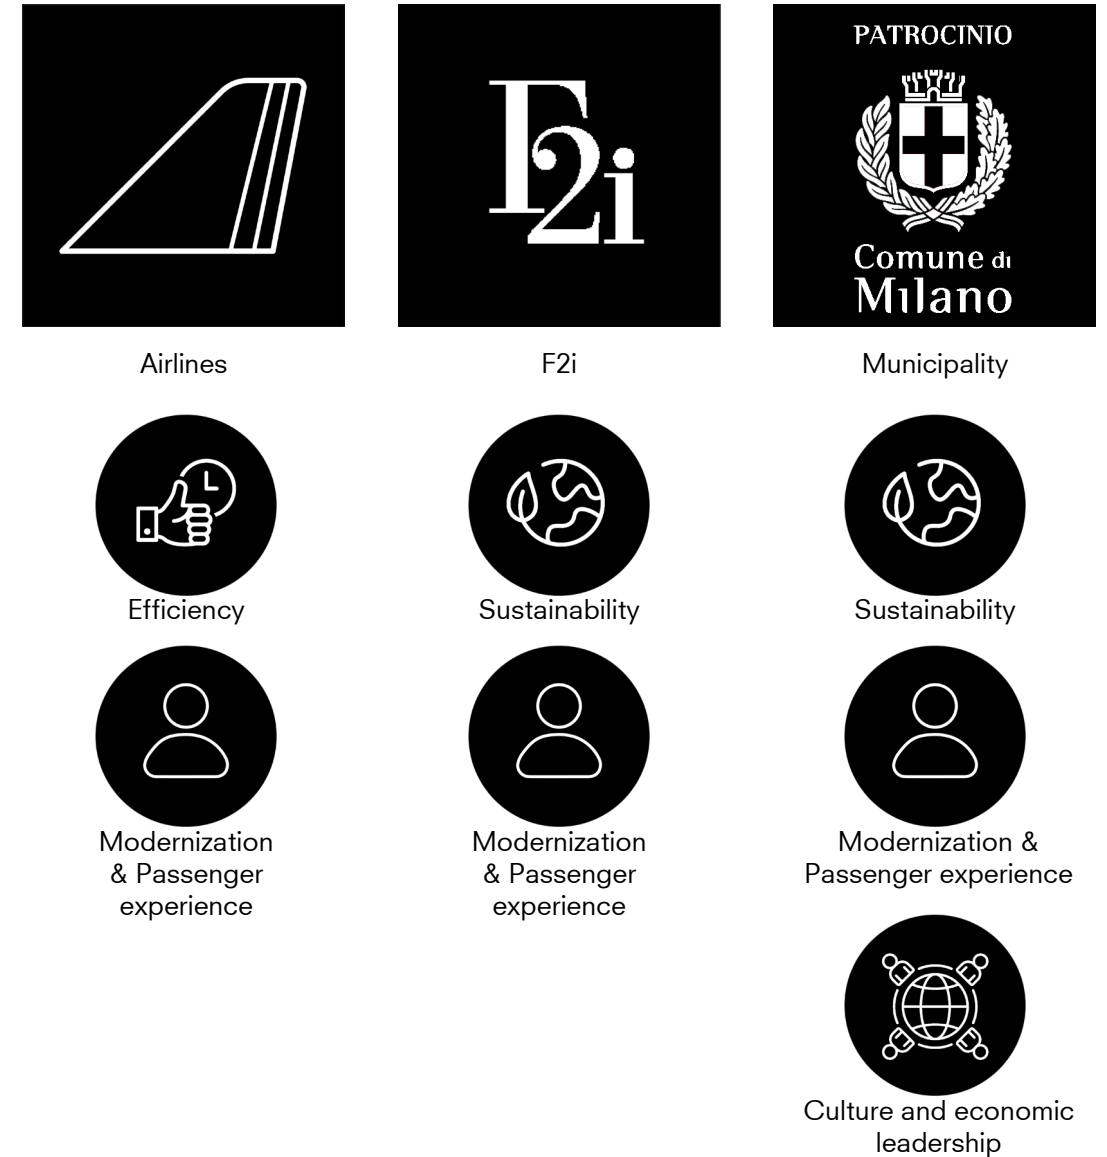 PATROCINIO
F2i
Comune di
Milano
Airlines
F2i
Municipality
Efficiency
Sustainability
Sustainability
Modernization
& Passenger
experience
Modernization
& Passenger
experience
Modernization &
Passenger experience
Culture and economic
leadership